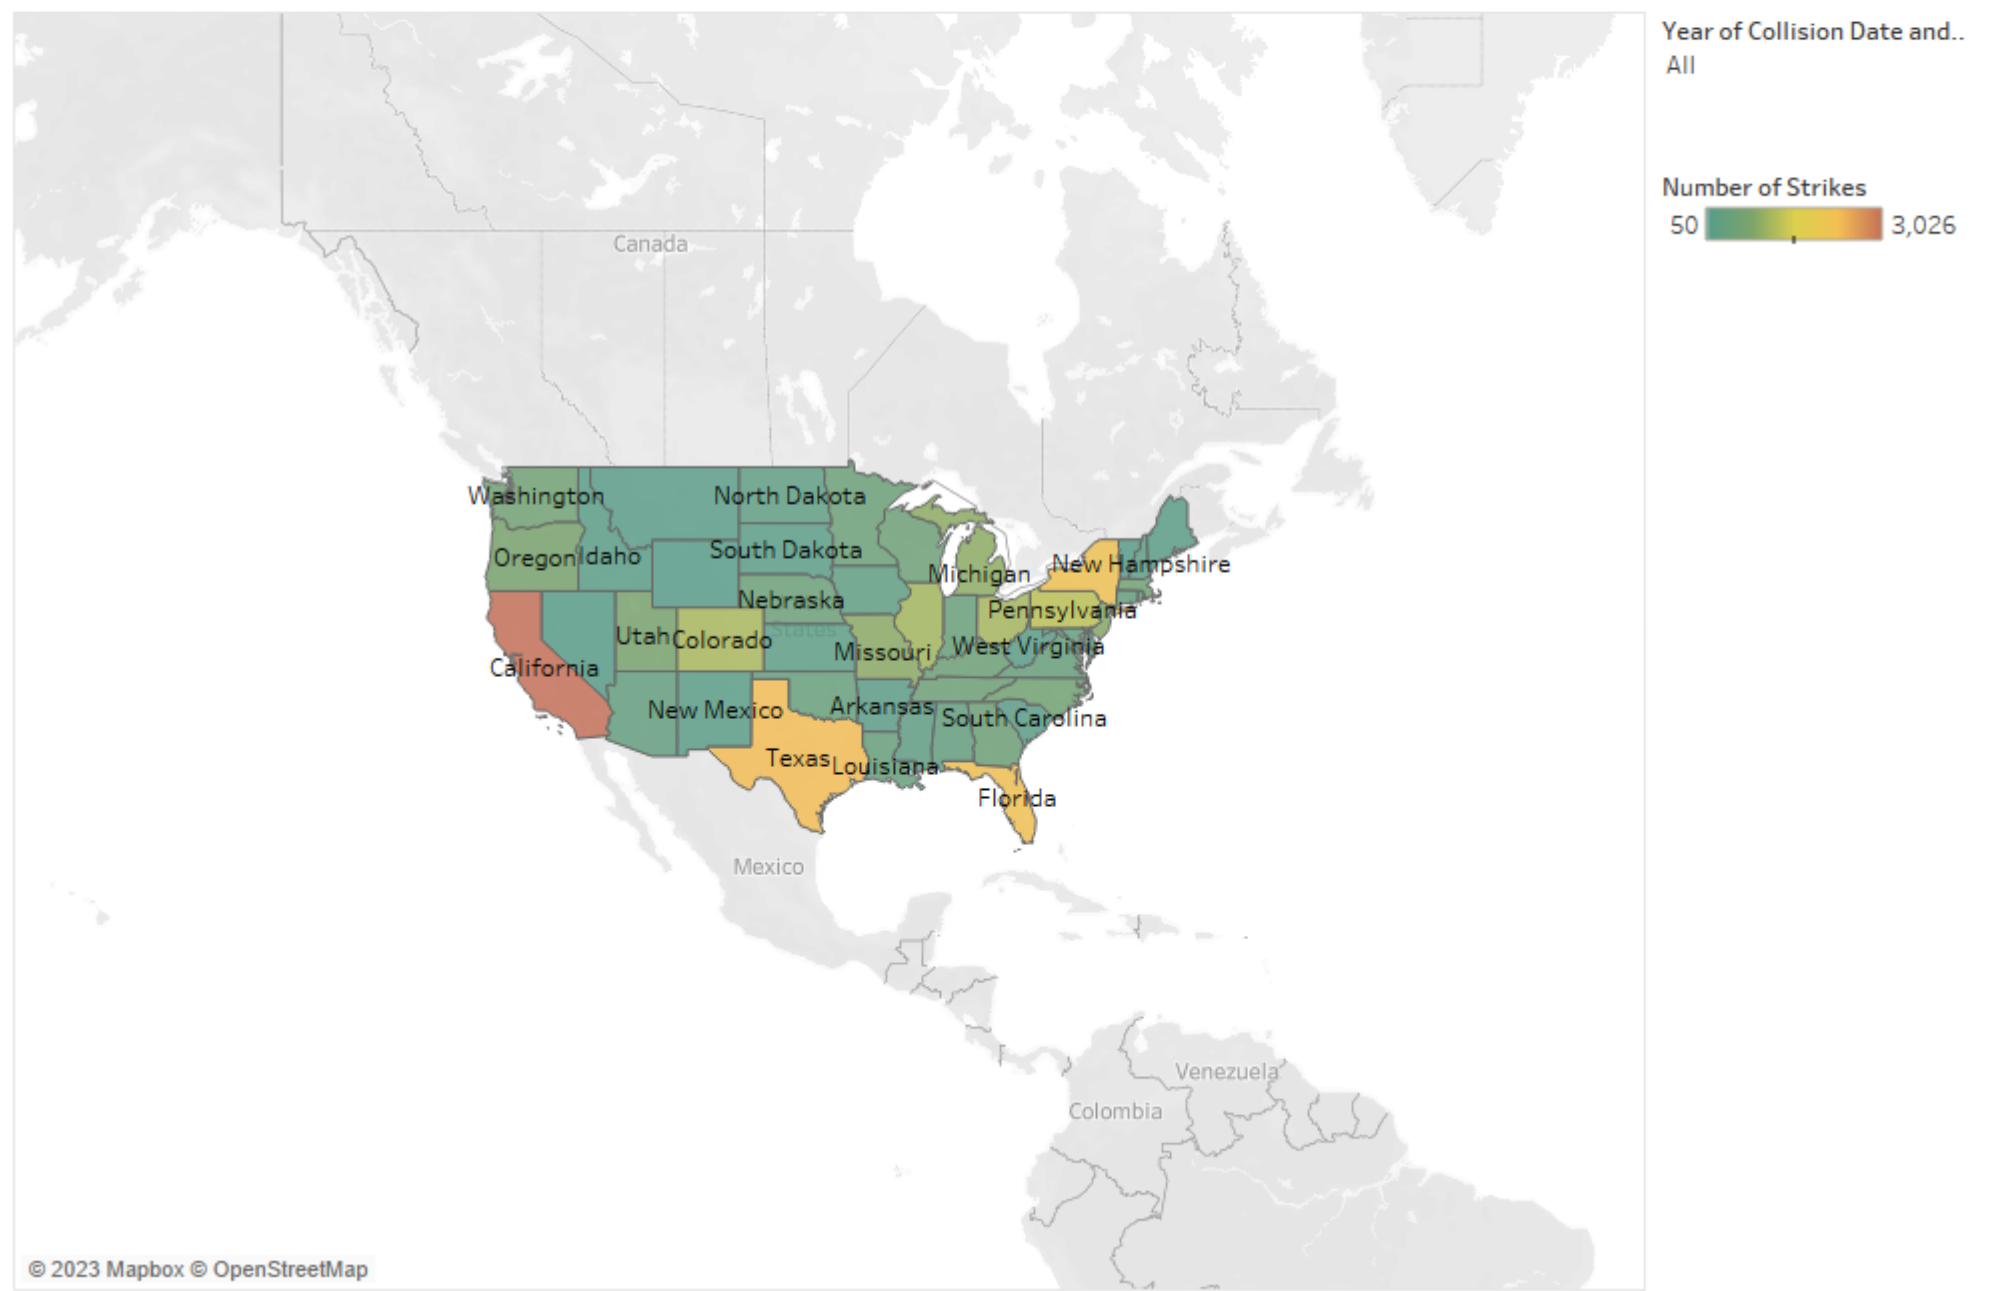 Year of Collision Date and..
All
Number of Strikes
50
3,026
Canada
Washington
North Dakota
Oregon
Idaho
South Dakota
Michigan
New Hampshire
Nebraska
Pennsylvania
States
Utah
Colorado
Missouri
West Virginia
California
New Mexico
Arkansas
South Carolina
Texas
Louisiana
Florida
Mexico
Venezuela
Colombia
© 2023 Mapbox © OpenStreetMap